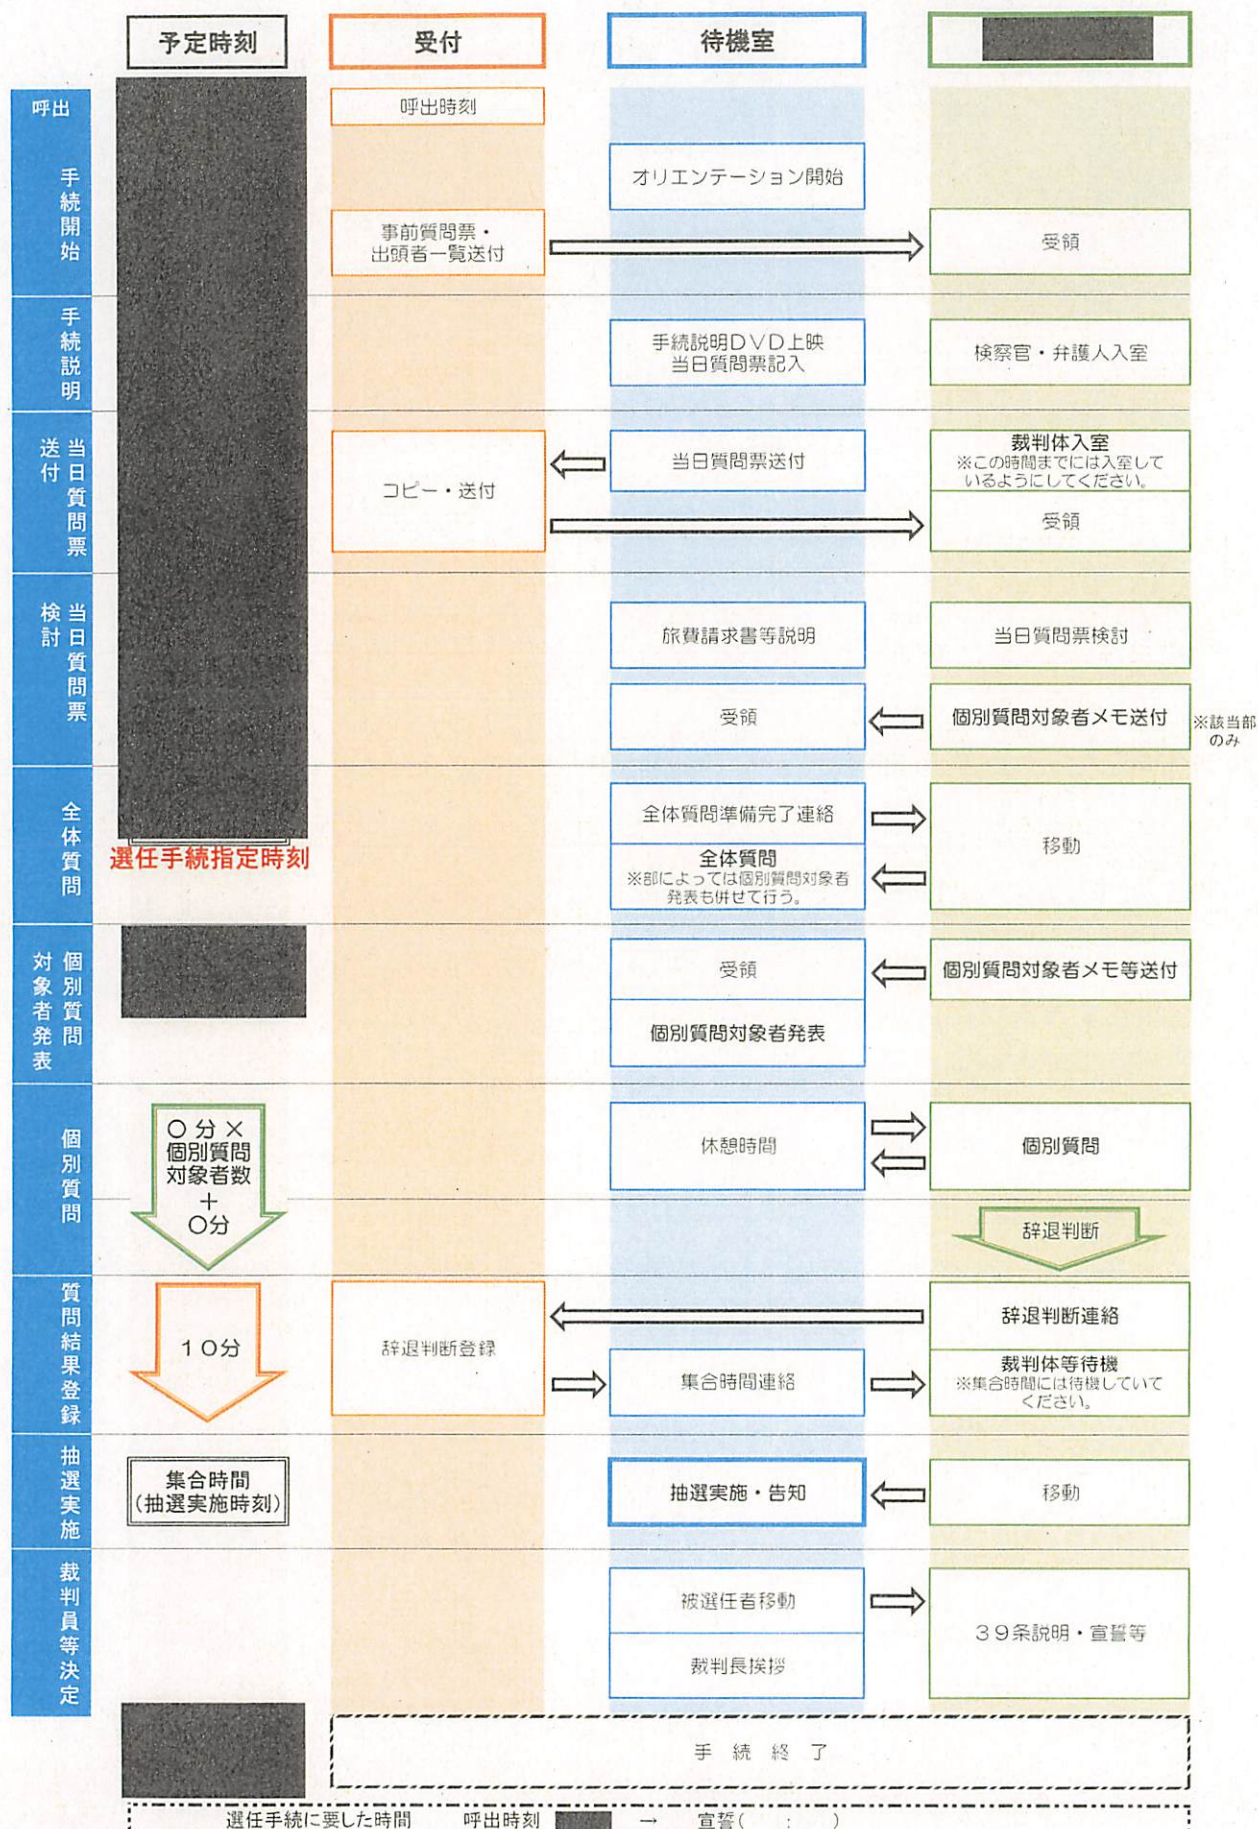 予定時刻
受付
待機室
呼出
呼出時刻
手続開始
オリエンテーション開始
事前質問票・
出頭者一覧送付
受領
手続説明
手続説明DVD上映
当日質問票記入
検察官・弁護人入室
当日質問票
送付
コピー・送付
当日質問票送付
裁判体入室
※この時間までには入室して
いるようにしてください。
受領
当日質問票
検討
旅費請求書等説明
当日質問票検討
受領
個別質問対象者メモ送付
※該当部
のみ
全体質問
選任手続指定時刻
全体質問準備完了連絡
全体質問
※部によっては個別質問対象者
発表も併せて行う。
移動
個別質問
対象者発表
受領
個別質問対象者メモ等送付
個別質問対象者発表
個別質問
○分×
個別質問
対象者数
+
○分
休憩時間
個別質問
辞退判断
質問結果登録
10分
辞退判断登録
辞退判断連絡
集合時間連絡
裁判体等待機
※集合時間には待機していて
ください。
抽選実施
集合時間
(抽選実施時刻)
抽選実施・告知
移動
裁判員等決定
被選任者移動
裁判長挨拶
39条説明・宣誓等
手続終了
選任手続に要した時間 呼出時刻 → 宣誓( : )